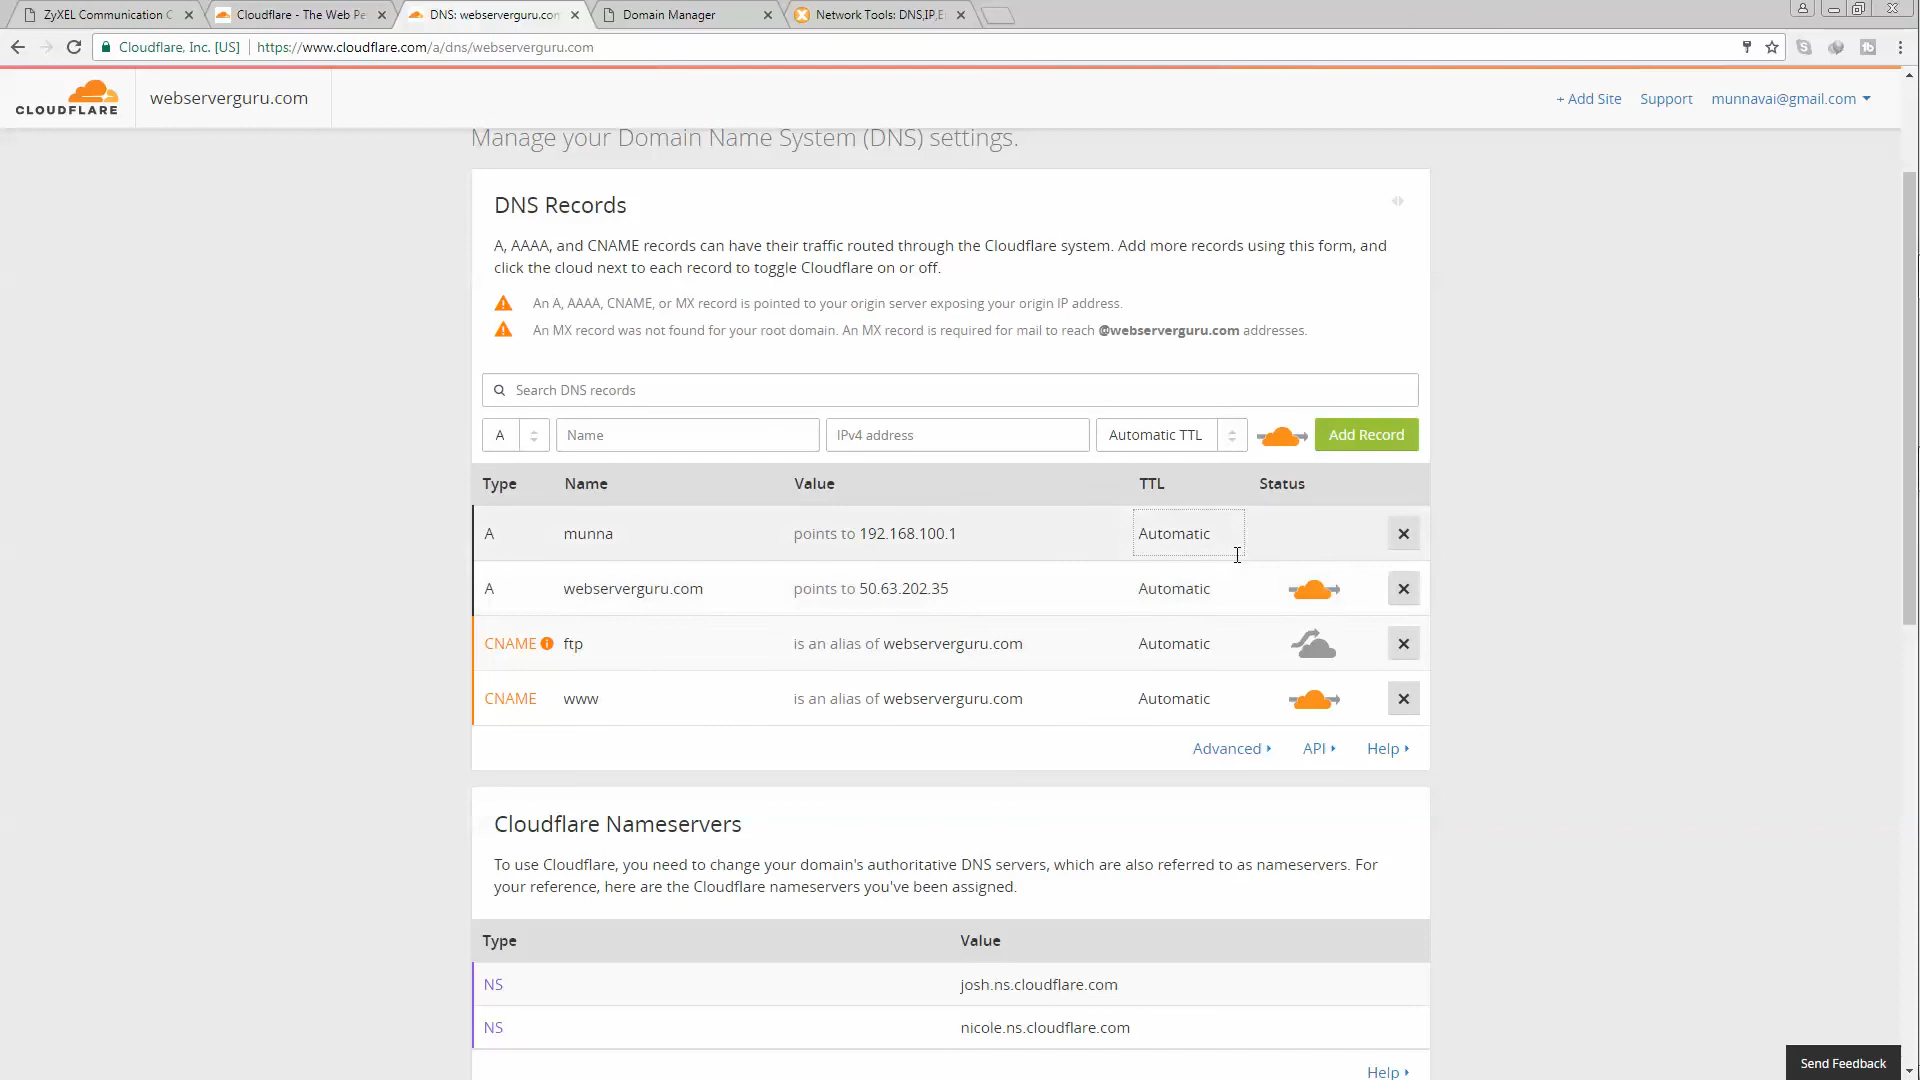 ZyXEL Communication C
Cloudflare - The Web Pe
DNS: webserverguru.con
Domain Manager
Network Tools: DNS,IP,E
Cloudflare, Inc. [US]
https://www.cloudflare.com/a/dns/webserverguru.com
CLOUDFLARE
webserverguru.com
+ Add Site
Support
munnavai@gmail.com
Manage your Domain Name System (DNS) settings.
DNS Records
A, AAAA, and CNAME records can have their traffic routed through the Cloudflare system. Add more records using this form, and
click the cloud next to each record to toggle Cloudflare on or off.
An A, AAAA, CNAME, or MX record is pointed to your origin server exposing your origin IP address.
An MX record was not found for your root domain. An MX record is required for mail to reach @webserverguru.com addresses.
Search DNS records
A Name IPv4 address Automatic TTL Add Record
Type Name Value TTL Status
A munna points to 192.168.100.1 Automatic
A webserverguru.com points to 50.63.202.35 Automatic
CNAME ftp is an alias of webserverguru.com Automatic
CNAME www is an alias of webserverguru.com Automatic
Advanced API Help
Cloudflare Nameservers
To use Cloudflare, you need to change your domain's authoritative DNS servers, which are also referred to as nameservers. For
your reference, here are the Cloudflare nameservers you've been assigned.
Type Value
NS josh.ns.cloudflare.com
NS nicole.ns.cloudflare.com
Help
Send Feedback